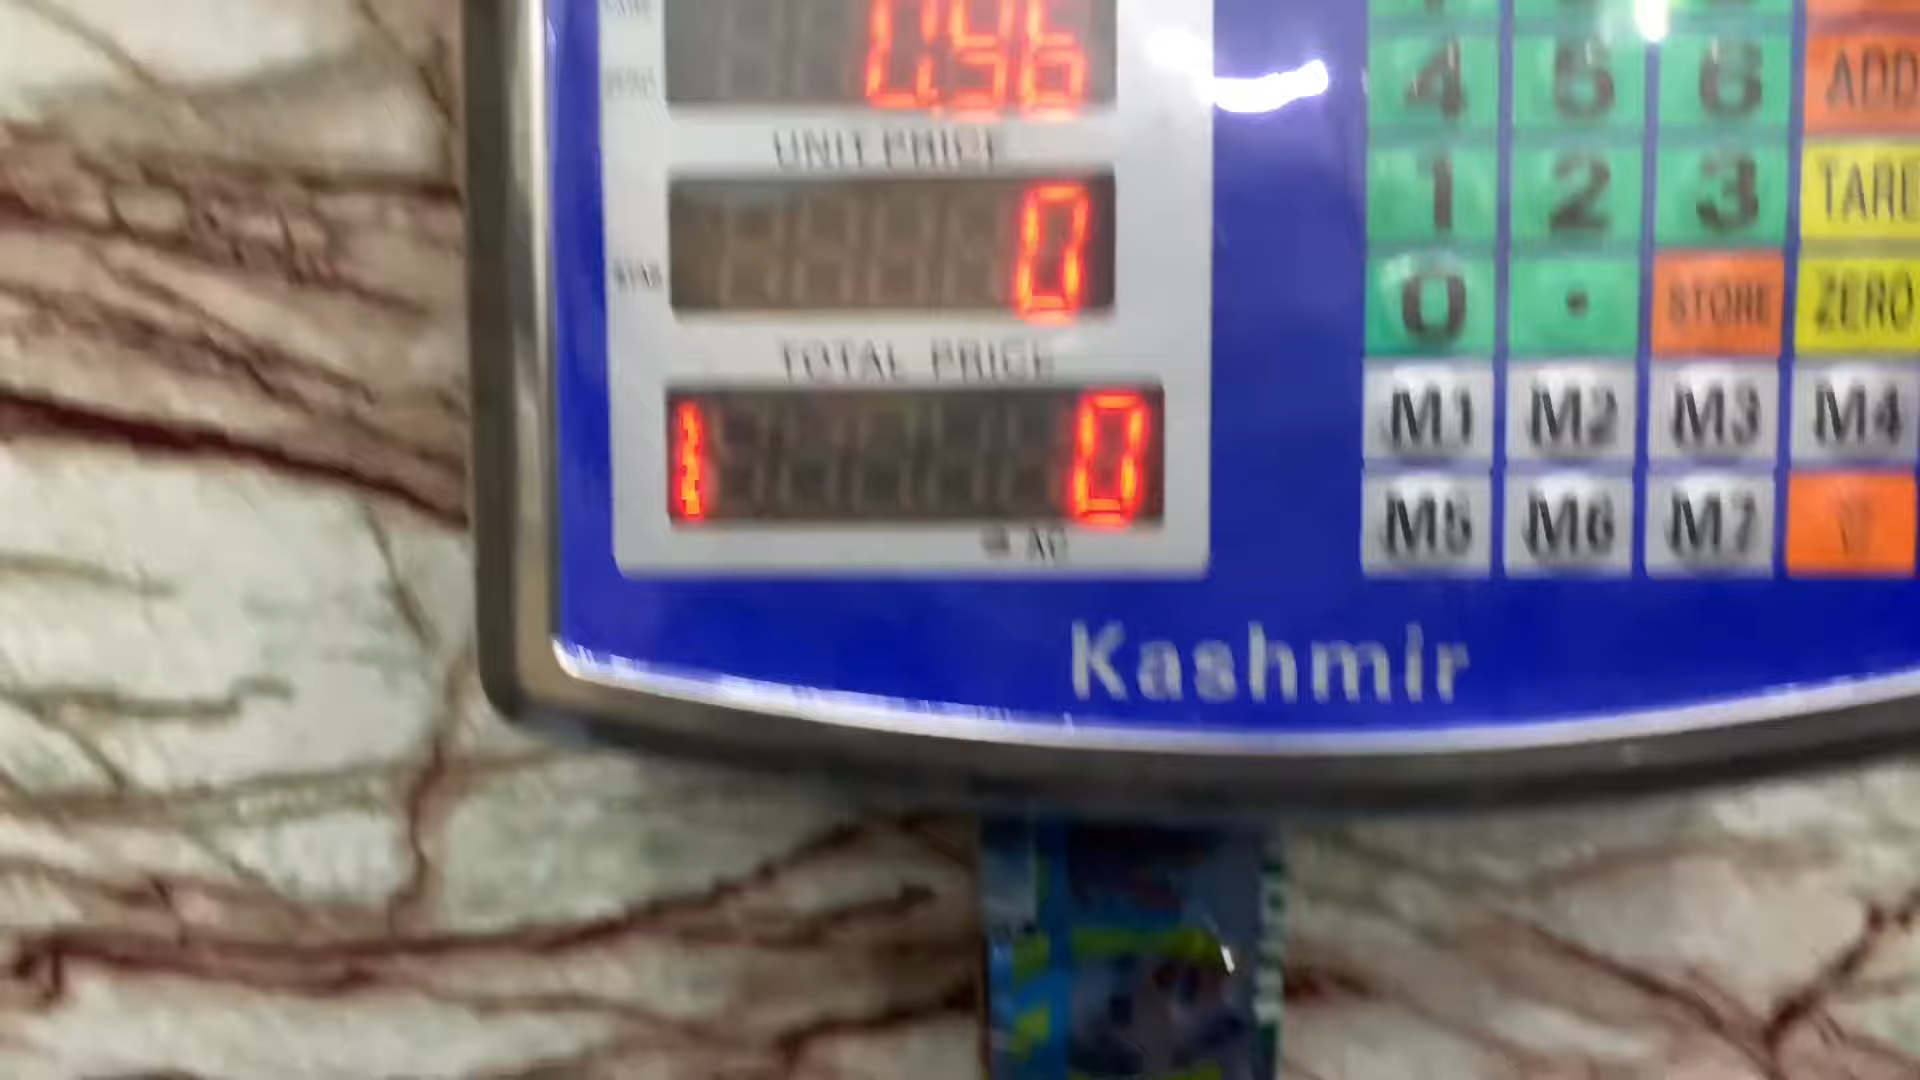 0.96
UNIT PRICE
0
TOTAL PRICE
0
AC
4 5 6 ADD
1 2 3 TARE
0 . STORE ZERO
M1 M2 M3 M4
M5 M6 M7
Kashmir